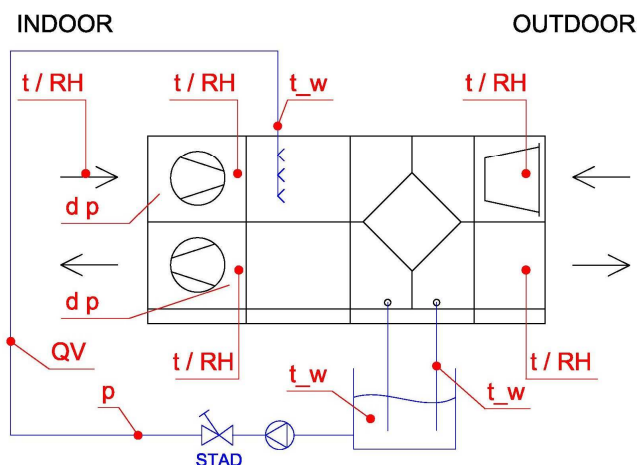 INDOOR
OUTDOOR
t / RH
t / RH
t_w
t / RH
d p
d p
QV
t / RH
t_w
t_w
t / RH
p
STAD